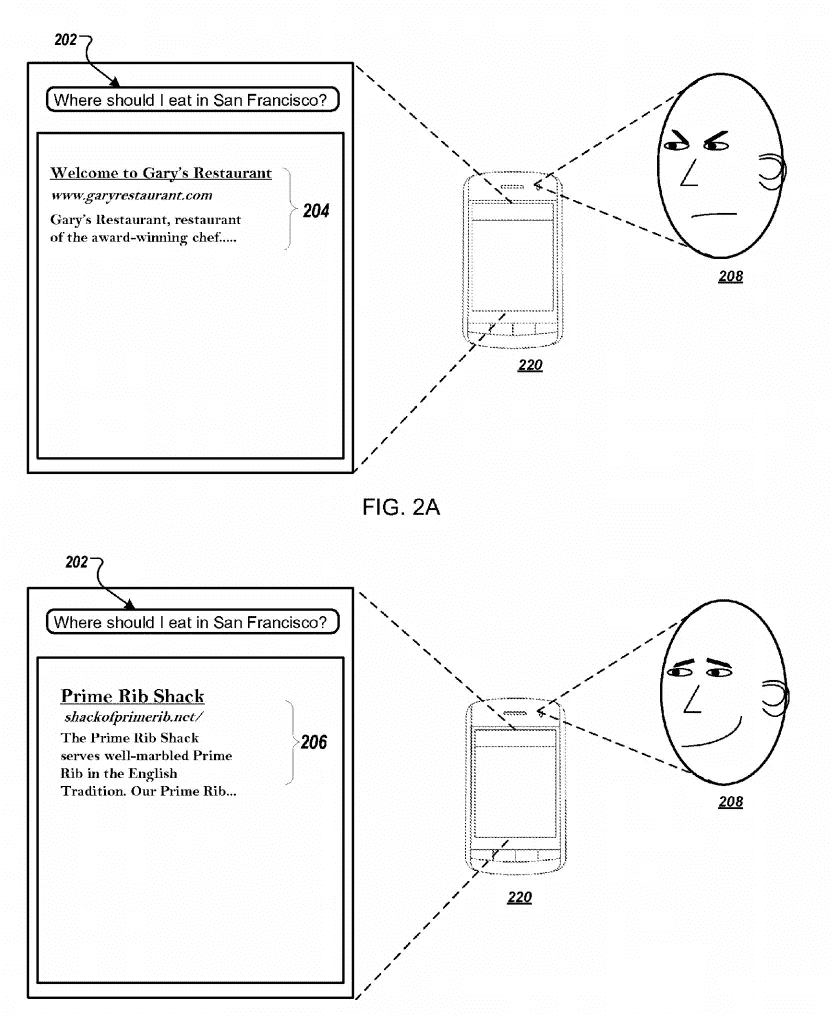 202
Where should I eat in San Francisco?
Welcome to Gary's Restaurant
www.garyrestaurant.com
Gary's Restaurant, restaurant
of the award-winning chef.....
204
208
220
FIG. 2A
202
Where should I eat in San Francisco?
Prime Rib Shack
shackofprimerib.net/
The Prime Rib Shack
serves well-marbled Prime
Rib in the English
Tradition. Our Prime Rib...
206
208
220